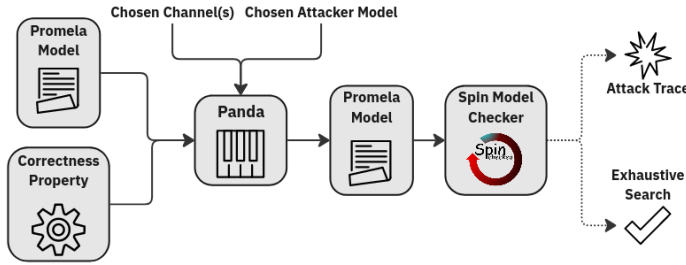 Chosen Channel(s) Chosen Attacker Model
Promela
Model
Correctness
Property
Panda
Promela
Model
Spin Model
Checker
Spin
Attack Trace
Exhaustive
Search